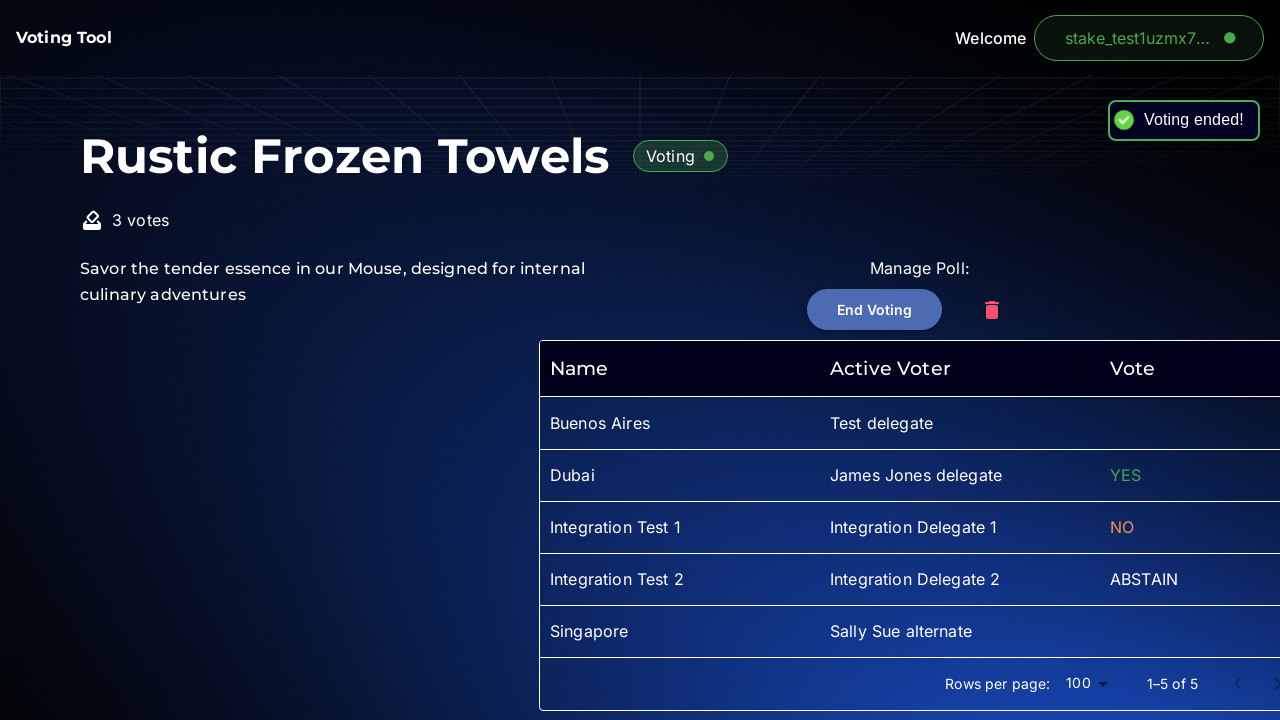 Voting Tool
Welcome
stake_test1uzmx7...
Voting ended!
Rustic Frozen Towels
Voting
3 votes
Savor the tender essence in our Mouse, designed for internal
culinary adventures
Manage Poll:
End Voting
Name Active Voter Vote
Buenos Aires Test delegate
Dubai James Jones delegate YES
Integration Test 1 Integration Delegate 1 NO
Integration Test 2 Integration Delegate 2 ABSTAIN
Singapore Sally Sue alternate
Rows per page: 100 1–5 of 5